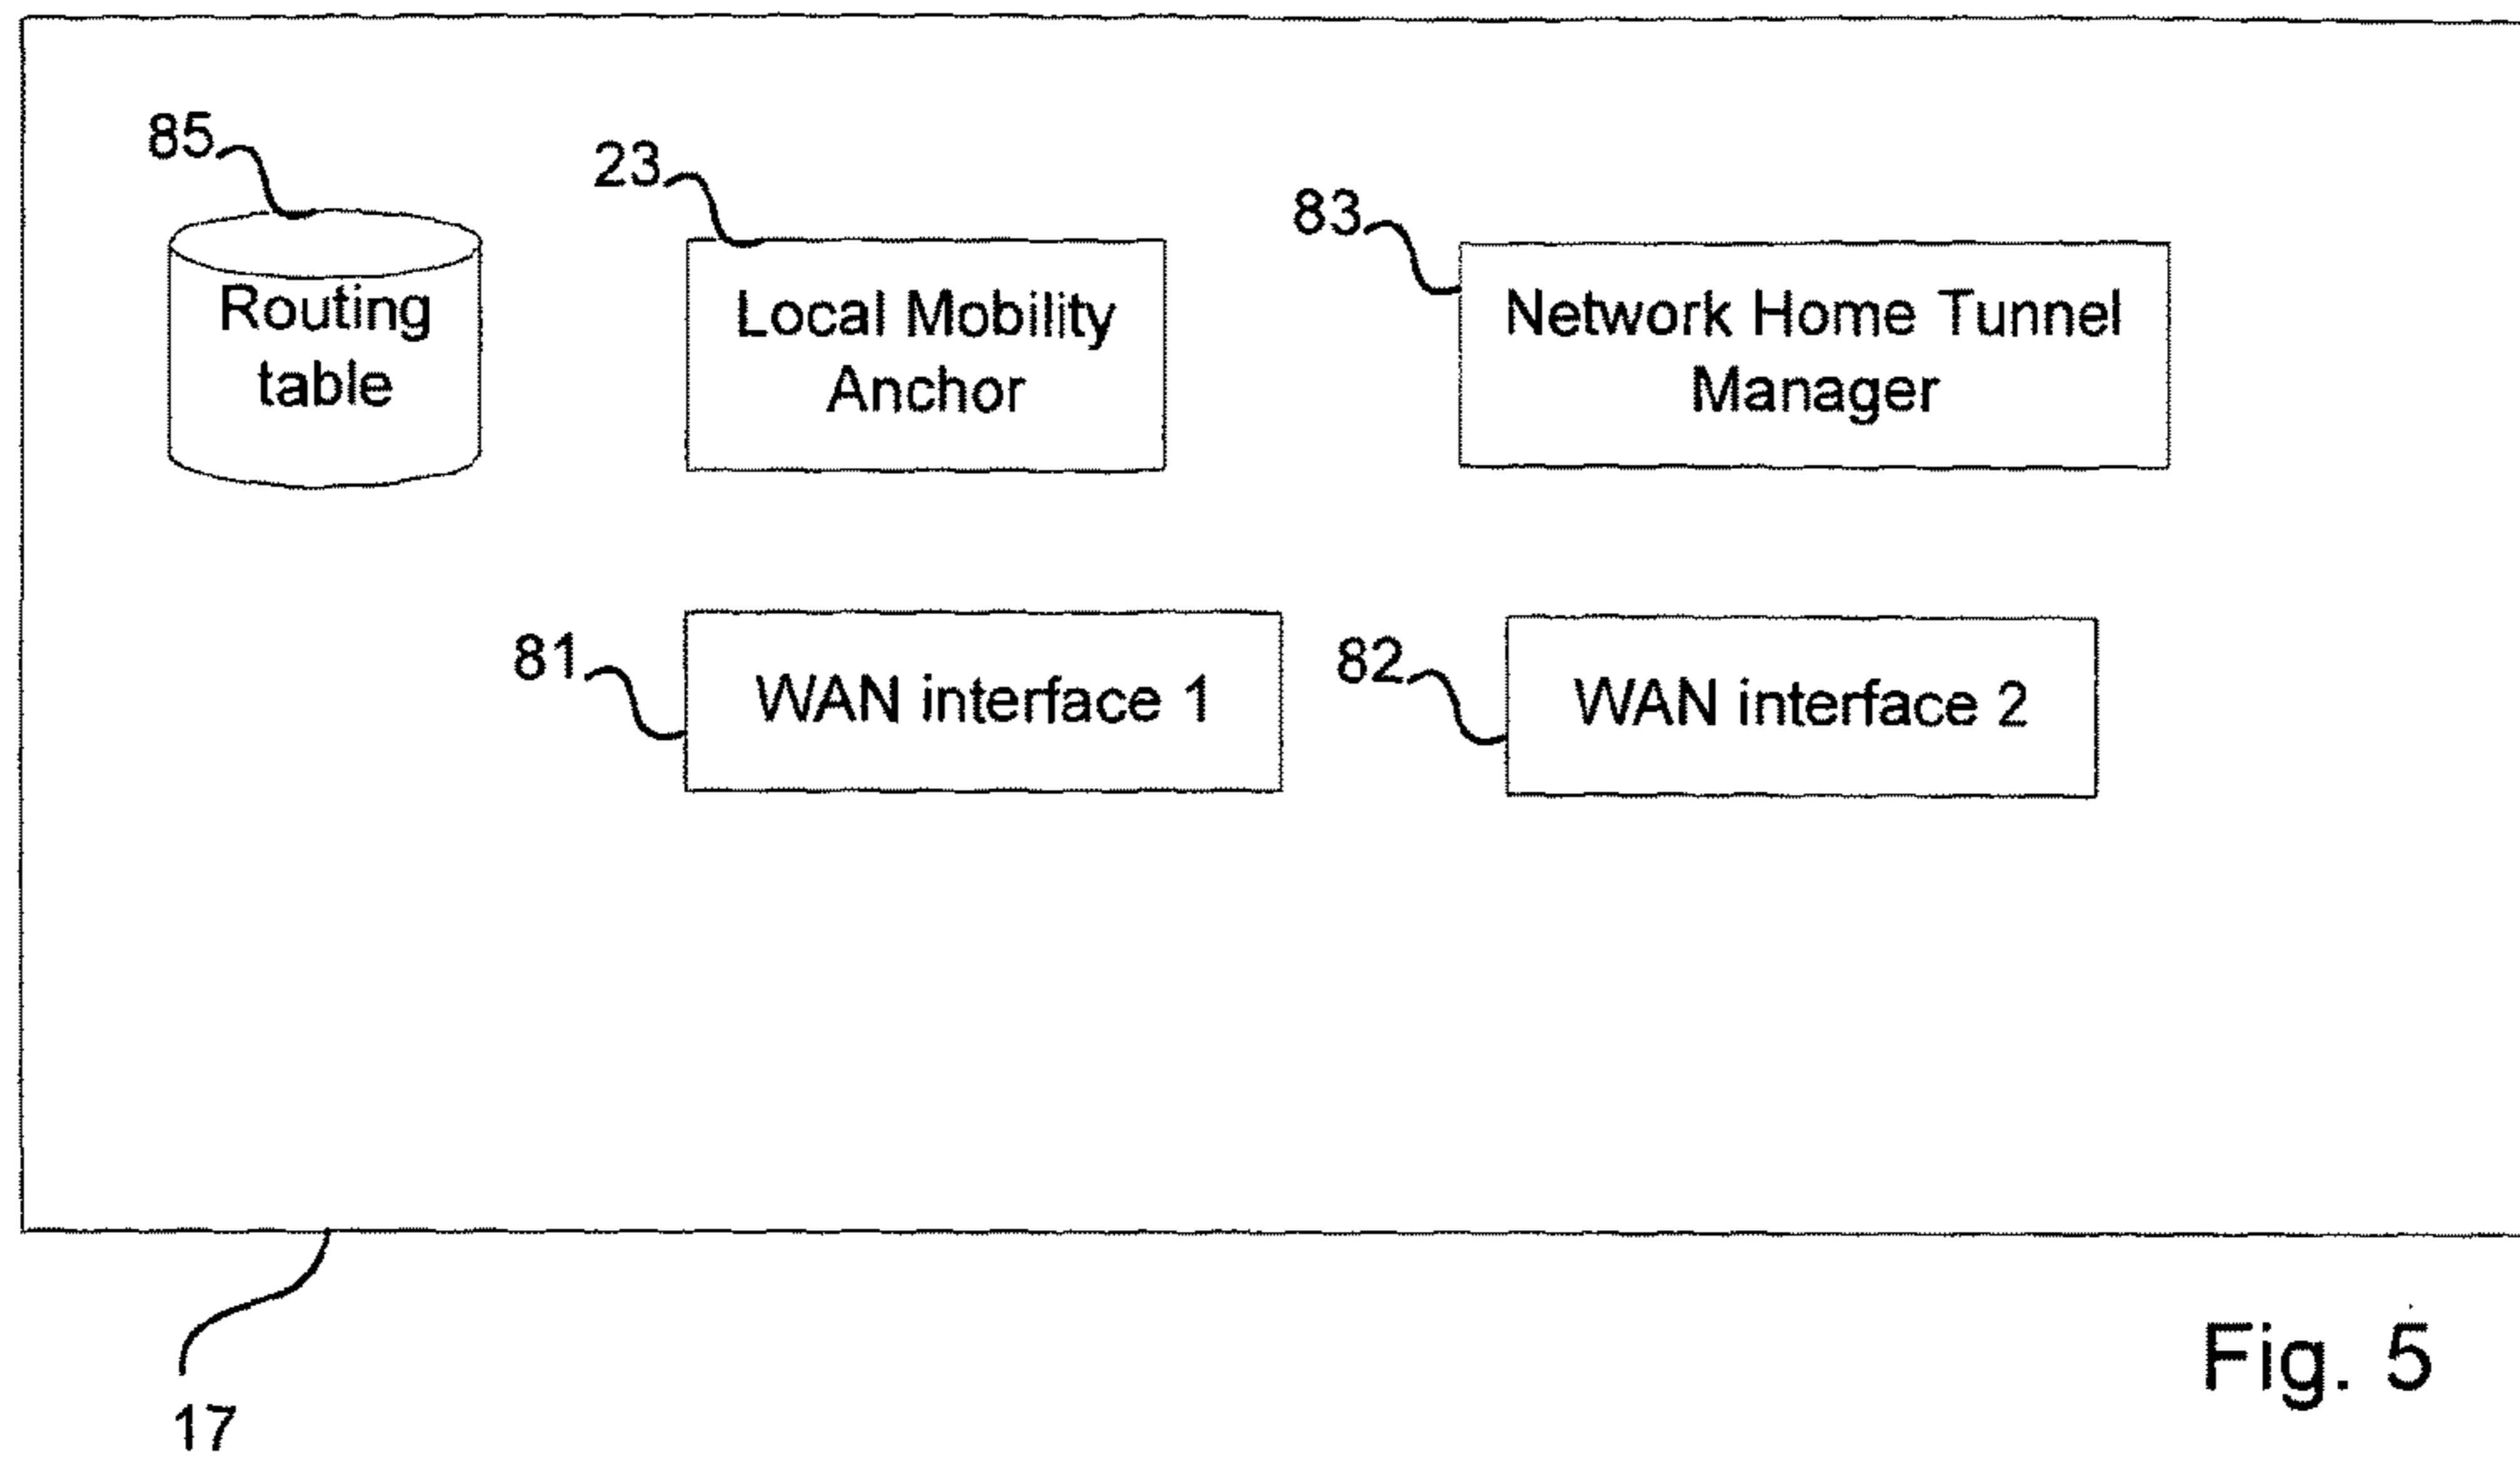 85
23
83
Routing
table
Local Mobility
Anchor
Network Home Tunnel
Manager
81
WAN interface 1
82
WAN interface 2
17
Fig. 5